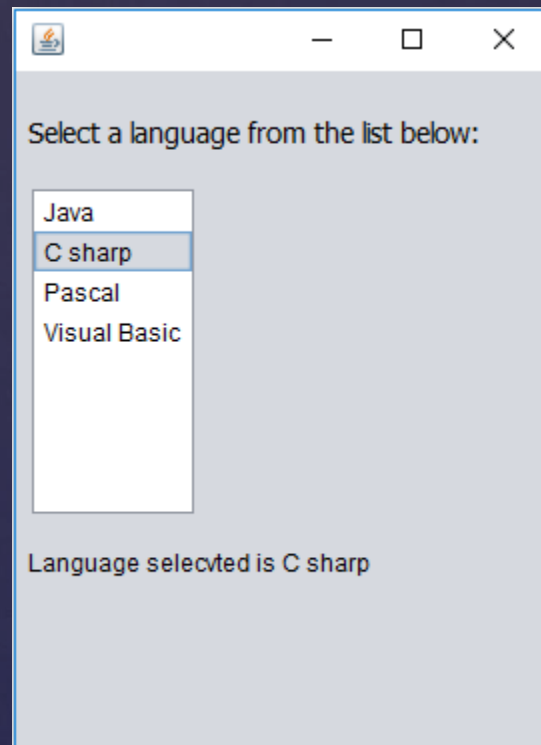 Select a language from the list below:
Java
C sharp
Pascal
Visual Basic
Language selecvted is C sharp